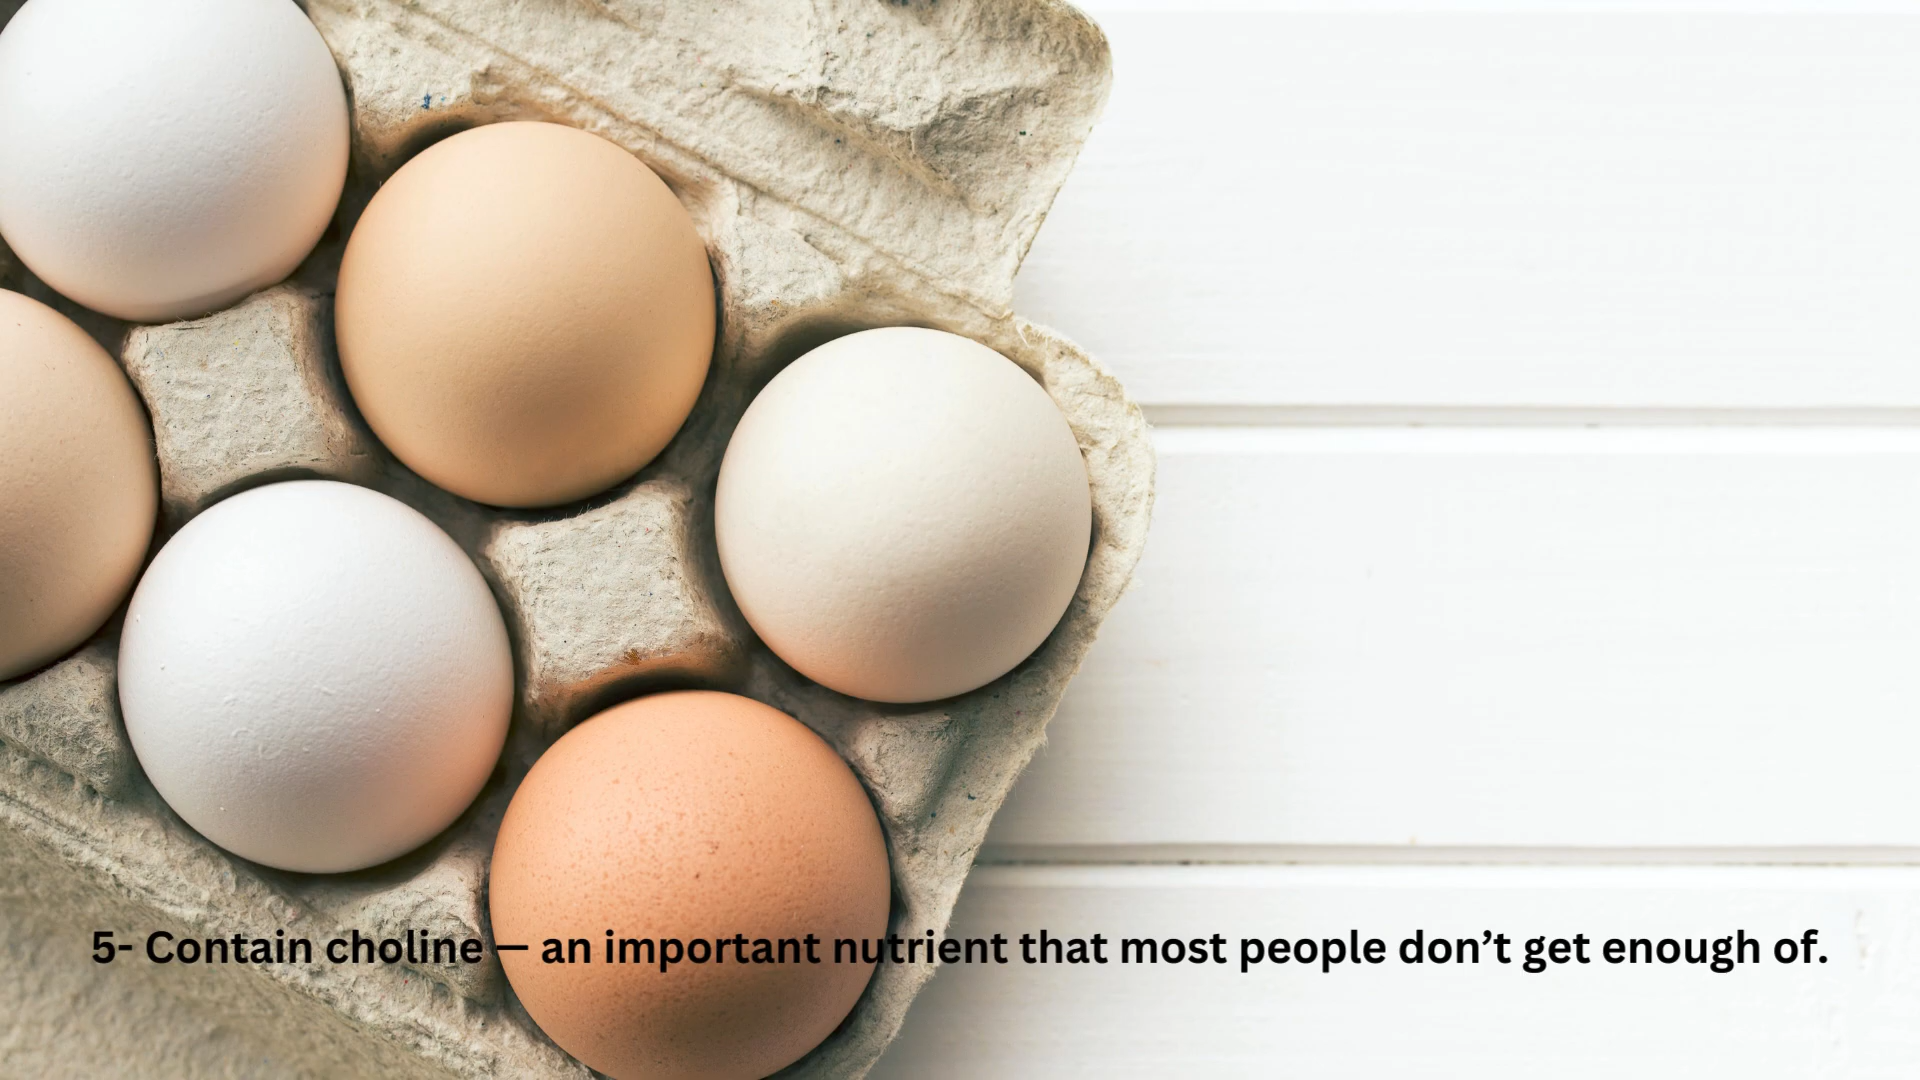 5- Contain choline — an important nutrient that most people don’t get enough of.